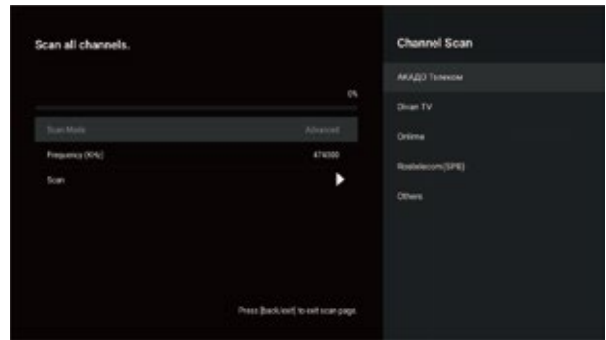 Scan all channels.
0%
Scan Mode Advanced
Frequency (KHz) 474000
Scan
Press [back/exit] to exit scan page.
Channel Scan
АКАДО Телеком
Divan TV
Onlime
Rostelecom(SPB)
Others